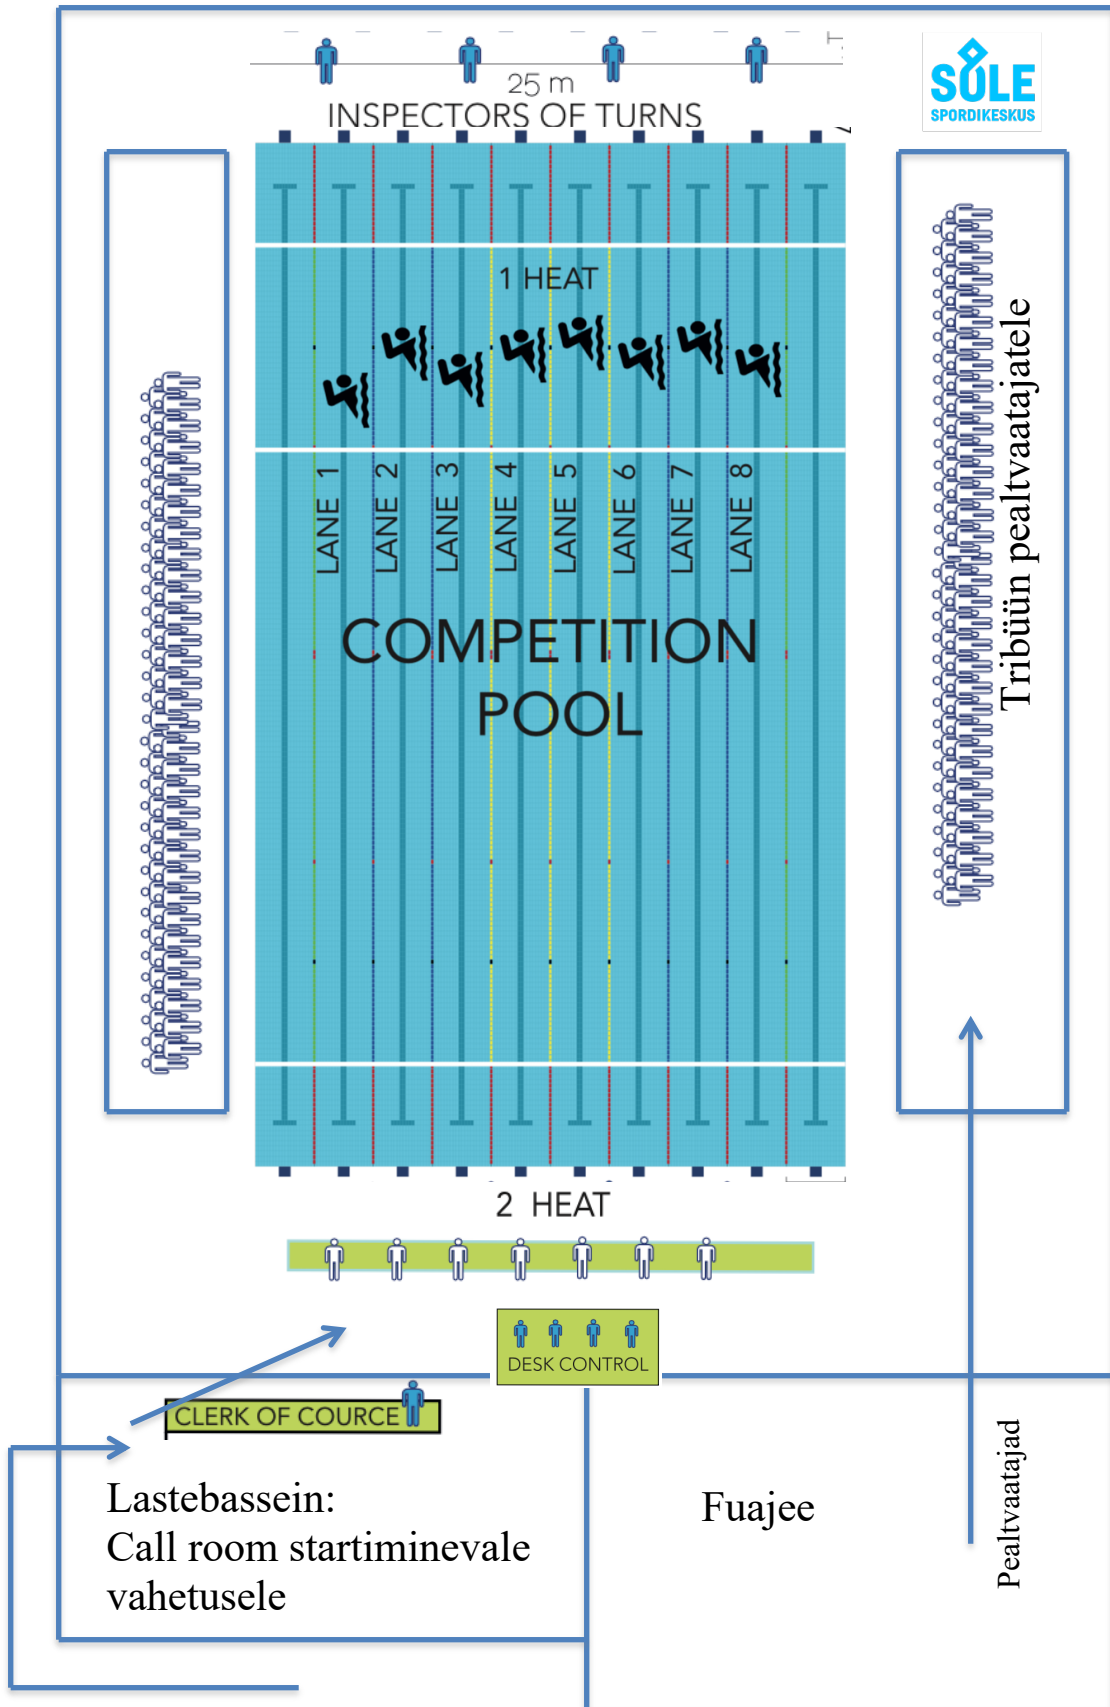 25 m
INSPECTORS OF TURNS
SÕLE
SPORDIKESKUS
1 HEAT
LANE 1
LANE 2
LANE 3
LANE 4
LANE 5
LANE 6
LANE 7
LANE 8
COMPETITION
POOL
Tribüün pealtvaatajatele
2 HEAT
DESK CONTROL
CLERK OF COURCE
Lastebassein:
Call room startiminevale
vahetusele
Fuajee
Pealtvaatajad